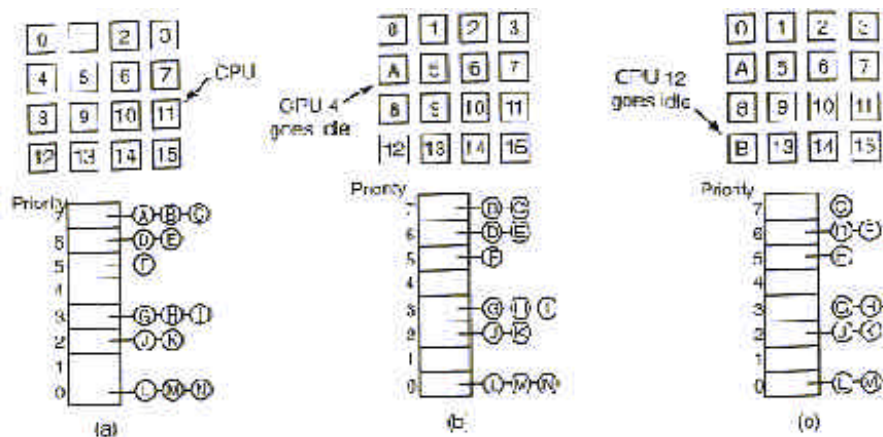 0 2 3
4 5 6 7
8 9 10 11
12 13 14 15
CPU
Priority
7 A B C
6 D E
5 F
4
3 G H I
2 J K
1
0 L M N
(a)
0 1 2 3
A 5 6 7
8 9 10 11
12 13 14 15
CPU 4
goes idle
Priority
7 B C
6 D E
5 F
4
3 G H I
2 J K
1
0 L M N
(b)
0 1 2 3
A 5 6 7
8 9 10 11
B 13 14 15
CPU 12
goes idle
Priority
7 C
6 D E
5 F
4
3 G H
2 J K
1
0 L M
(c)